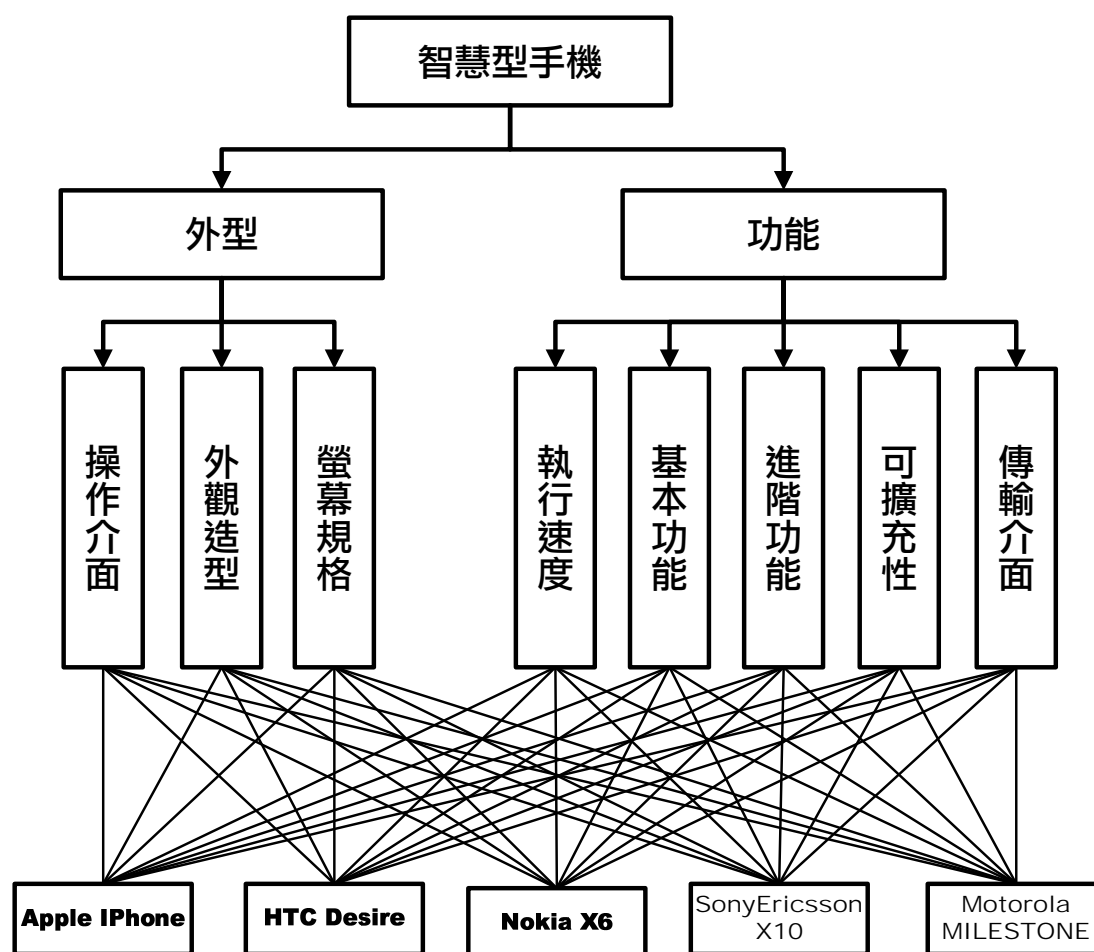 智慧型手機
外型
功能
操作介面
外觀造型
螢幕規格
執行速度
基本功能
進階功能
可擴充性
傳輸介面
Apple IPhone
HTC Desire
Nokia X6
SonyEricsson
X10
Motorola
MILESTONE